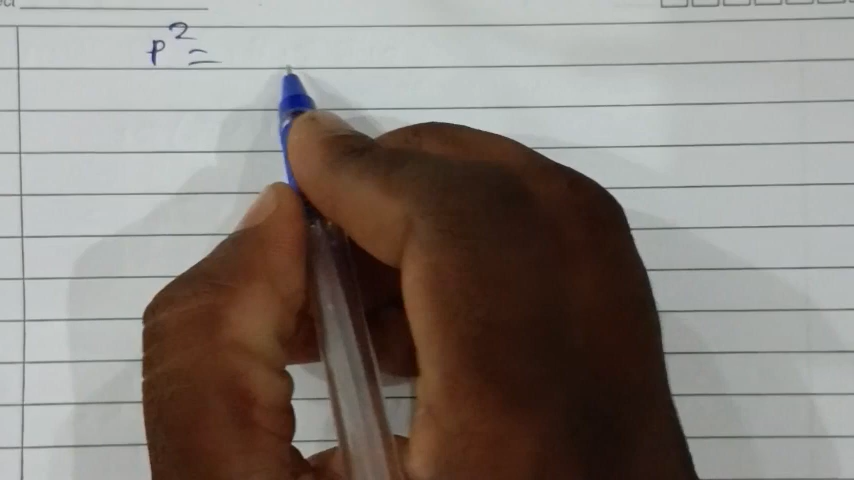 p² =